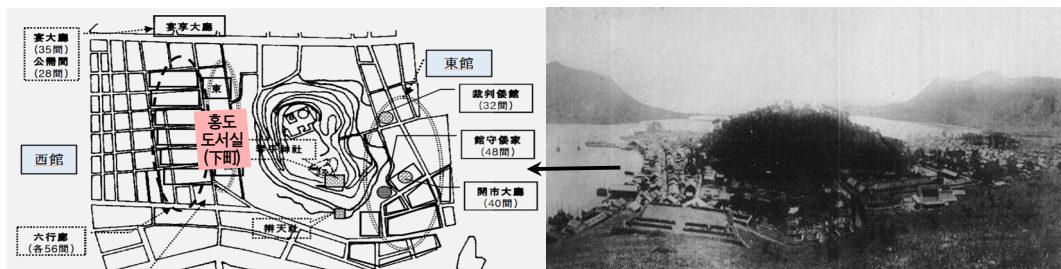 宴享大廳
宴大廳
(35間)
公需間
(28間)
東館
裁判倭館
(32間)
東
홍도
도서실
(下町)
館守倭家
(48間)
西館
神社
開市大廳
(40間)
辨天社
六行廊
(各56間)